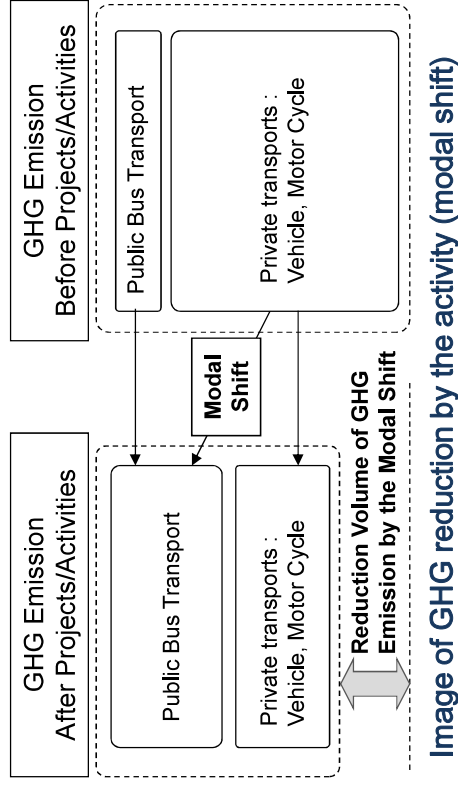 GHG Emission
After Projects/Activities
GHG Emission
Before Projects/Activities
Public Bus Transport
Private transports :
Vehicle, Motor Cycle
Modal
Shift
Public Bus Transport
Private transports :
Vehicle, Motor Cycle
Reduction Volume of GHG
Emission by the Modal Shift
Image of GHG reduction by the activity (modal shift)